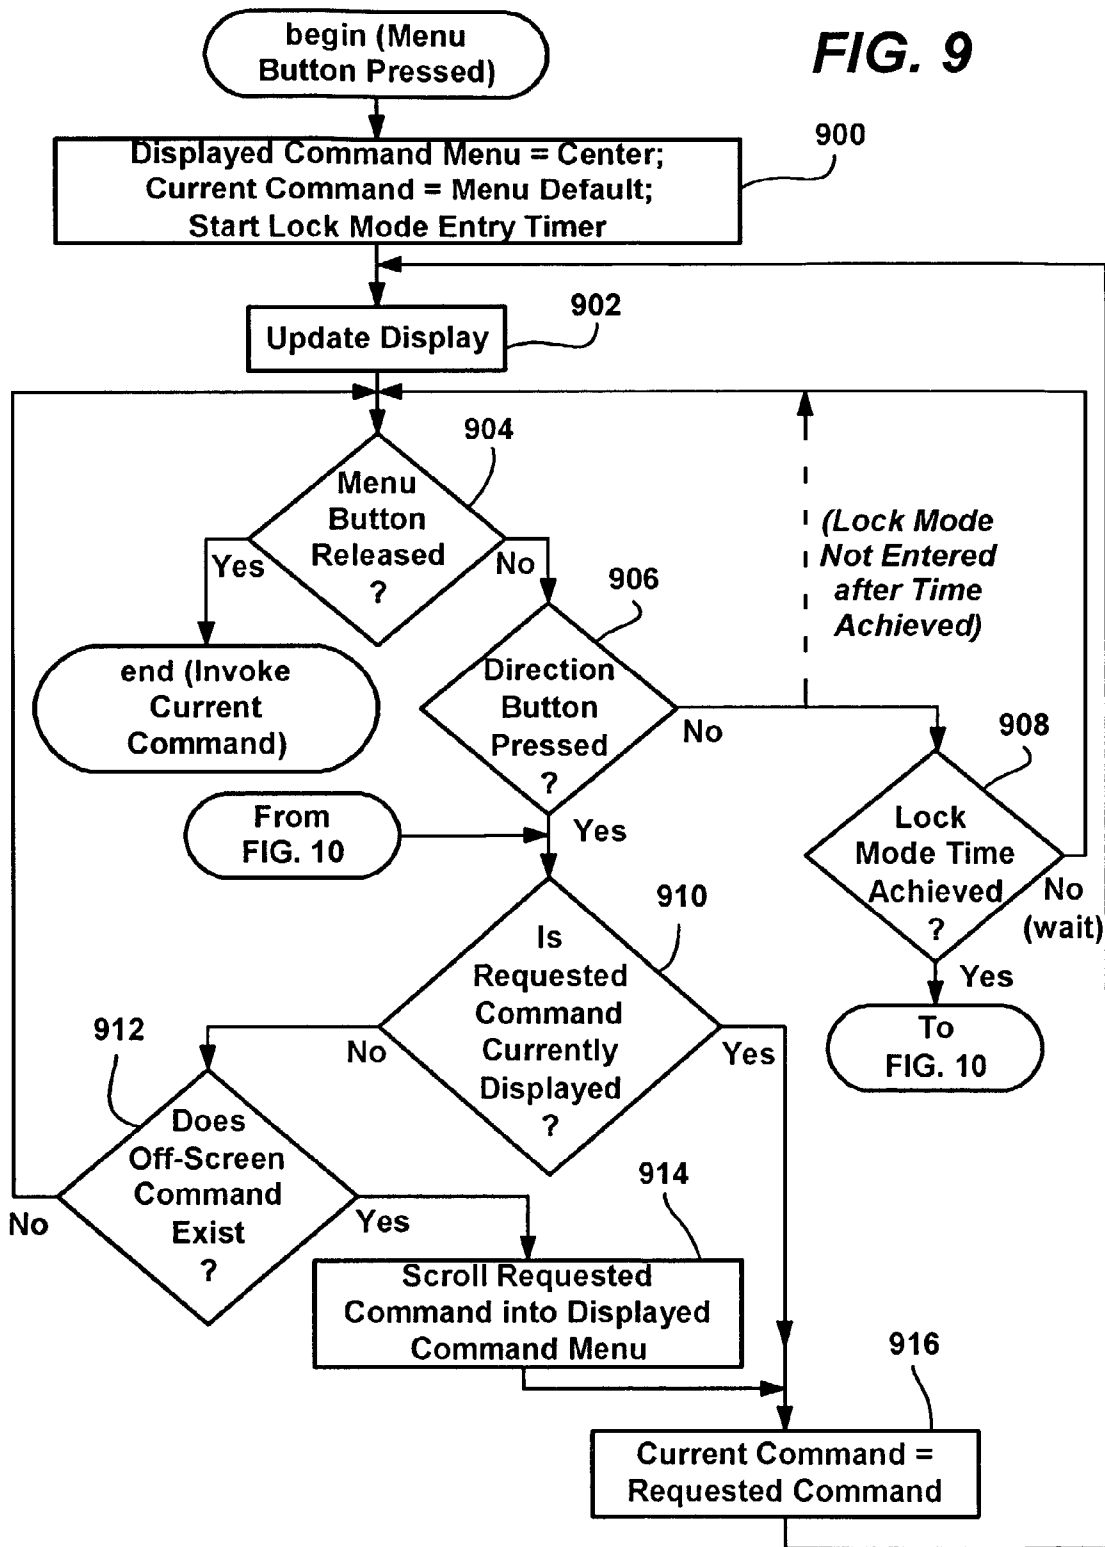 begin (Menu
Button Pressed)
FIG. 9
900
Displayed Command Menu = Center;
Current Command = Menu Default;
Start Lock Mode Entry Timer
902
Update Display
904
Menu
Button
Released
?
Yes
No
(Lock Mode
Not Entered
after Time
Achieved)
906
end (Invoke
Current
Command)
Direction
Button
Pressed
?
No
Yes
908
Lock
Mode Time
Achieved
?
No
(wait)
Yes
To
FIG. 10
From
FIG. 10
910
Is
Requested
Command
Currently
Displayed
?
No
Yes
912
Does
Off-Screen
Command
Exist
?
No
Yes
914
Scroll Requested
Command into Displayed
Command Menu
916
Current Command =
Requested Command